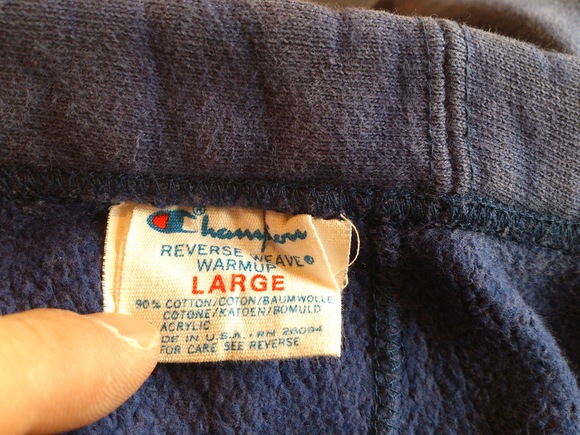 Champion®
REVERSE WEAVE®
WARMUP
LARGE
90% COTTON/COTON/BAUMWOLLE
COTONE/KATOEN/BOMULD
ACRYLIC
DE IN U.S.A. RN 26094
FOR CARE SEE REVERSE